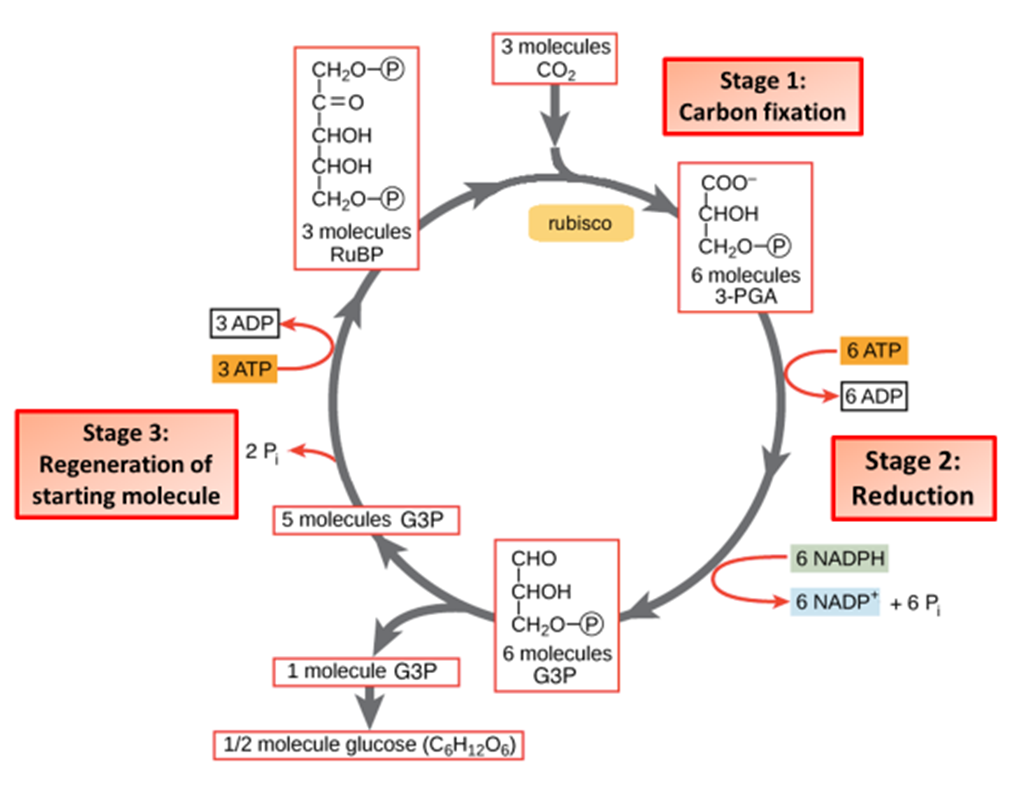 3 molecules
CO₂
Stage 1:
Carbon fixation
CH₂O–Ⓟ
C=O
CHOH
CHOH
CH₂O–Ⓟ
3 molecules
RuBP
rubisco
COO⁻
CHOH
CH₂O–Ⓟ
6 molecules
3-PGA
6 ATP
6 ADP
Stage 2:
Reduction
6 NADPH
6 NADP⁺ + 6 Pᵢ
CHO
CHOH
CH₂O–Ⓟ
6 molecules
G3P
1 molecule G3P
1/2 molecule glucose (C₆H₁₂O₆)
5 molecules G3P
Stage 3:
Regeneration of
starting molecule
2 Pᵢ
3 ADP
3 ATP